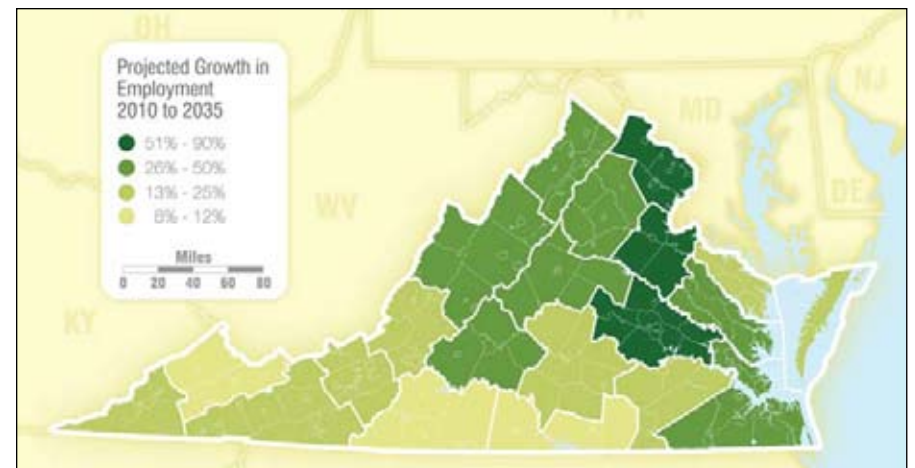 OH
PA
Projected Growth in
Employment
2010 to 2035
51% - 90%
26% - 50%
13% - 25%
8% - 12%
Miles
0 20 40 60 80
MD
NJ
DE
WV
KY